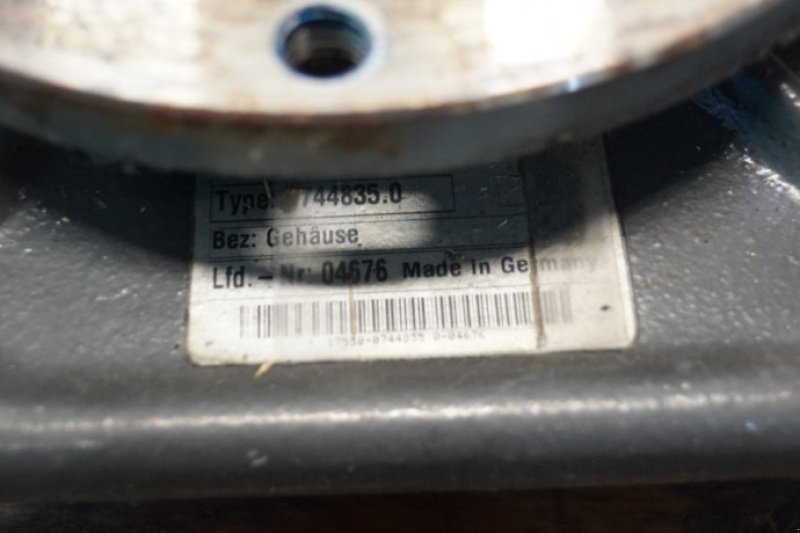 Type: 744835.0
Bez: Gehäuse
Lfd. - Nr: 04676 Made in Germany